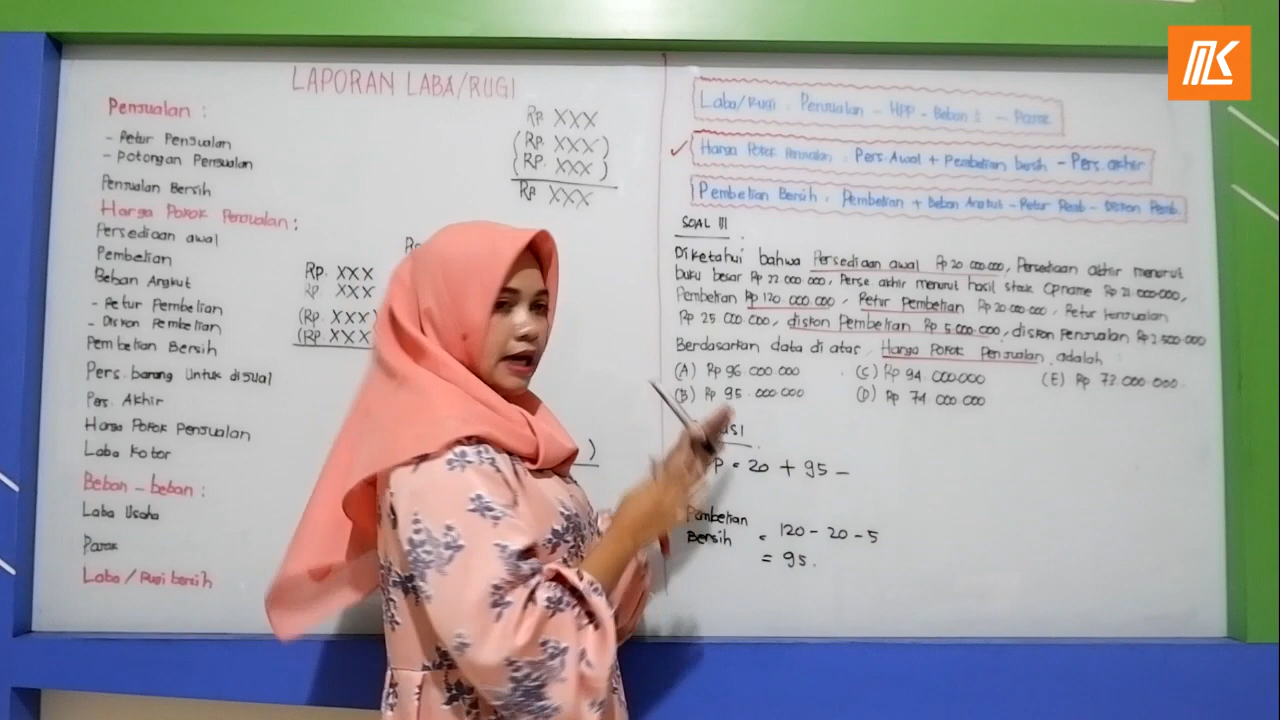 LAPORAN LABA/RUGI
Penjualan :
- Retur Penjualan
- Potongan Penjualan
Penjualan Bersih
Rp XXX
(Rp. XXX)
(Rp. XXX)
Rp XXX
Harga Pokok Penjualan :
Persediaan awal
Pembelian
Beban Angkut
- Retur Pembelian
- Diskon Pembelian
Pembelian Bersih
Pers. barang Untuk dijual
Pers. Akhir
Harga Pokok Penjualan
Laba Kotor
Rp. XXX
Rp XXX
(Rp. XXX)
(Rp. XXX
)
Beban - beban :
Laba Usaha
Pajak
Laba / Rugi bersih
Laba/Rugi : Penjualan - HPP - Beban² - Pajak
Harga Pokok Penjualan : Pers. Awal + Pembelian bersih - Pers. akhir
Pembelian Bersih : Pembelian + Beban Angkut - Retur Pemb - Diskon Pemb.
SOAL III
Diketahui bahwa Persediaan awal Rp 20 000.000, Persediaan akhir menurut
buku besar Rp 22 000 000, Perse akhir menurut hasil stok opname Rp 21.000.000,
Pembelian Rp 120 000 000, Retur Pembelian Rp 20.000.000, Retur Penjualan
Rp 25 000 000, diskon Pembelian Rp 5.000.000, diskon Penjualan Rp 2.500.000
Berdasarkan data di atas, Harga Pokok Penjualan adalah :
(A) Rp 96.000.000
(C) Rp 94.000.000
(E) Rp 72.000.000.
(B) Rp 95.000.000
(D) Rp 74 000 000
P = 20 + 95 -
Pembelian
Bersih = 120 - 20 - 5
= 95.